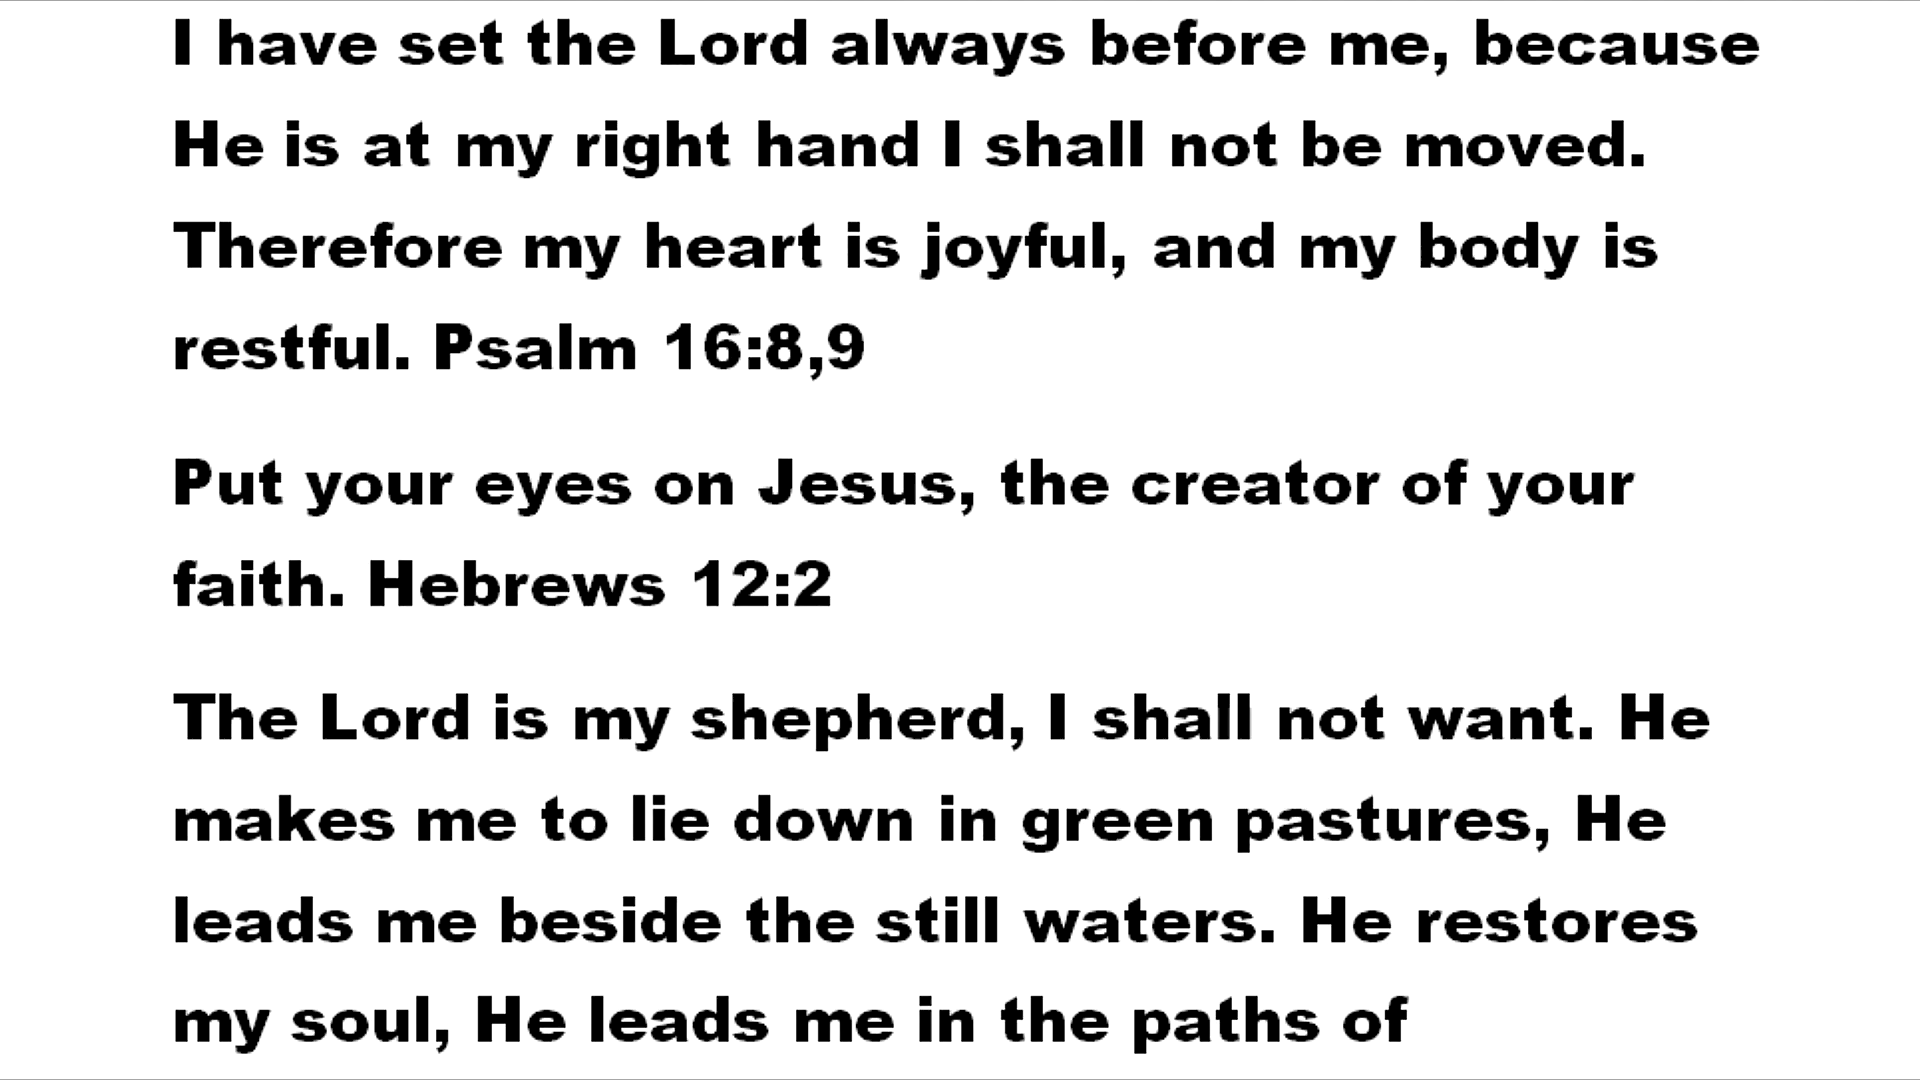 I have set the Lord always before me, because
He is at my right hand I shall not be moved.
Therefore my heart is joyful, and my body is
restful. Psalm 16:8,9
Put your eyes on Jesus, the creator of your
faith. Hebrews 12:2
The Lord is my shepherd, I shall not want. He
makes me to lie down in green pastures, He
leads me beside the still waters. He restores
my soul, He leads me in the paths of